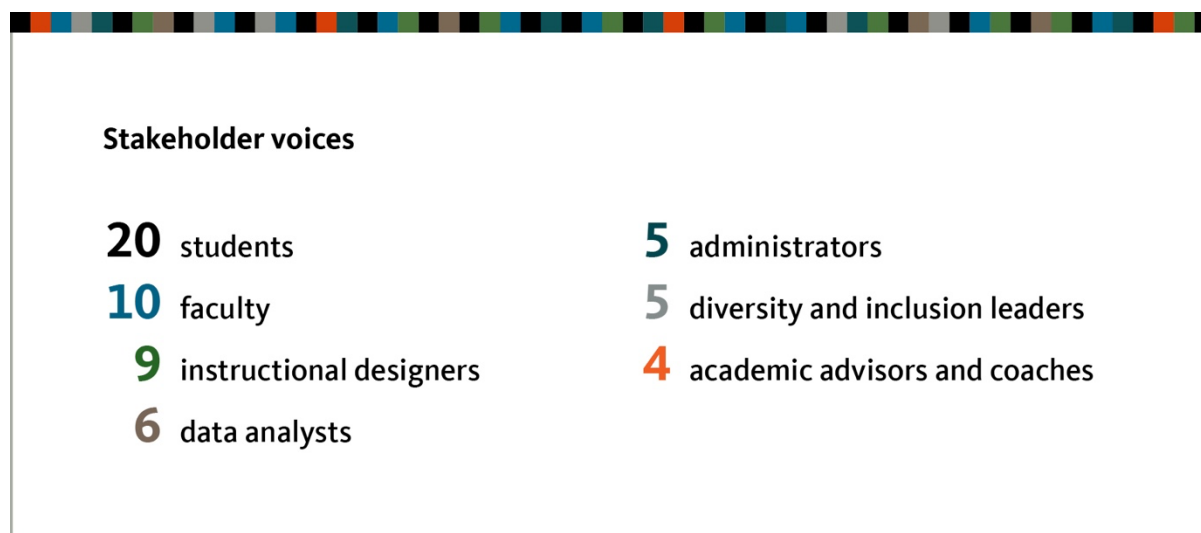 Stakeholder voices
20 students
10 faculty
9 instructional designers
6 data analysts
5 administrators
5 diversity and inclusion leaders
4 academic advisors and coaches